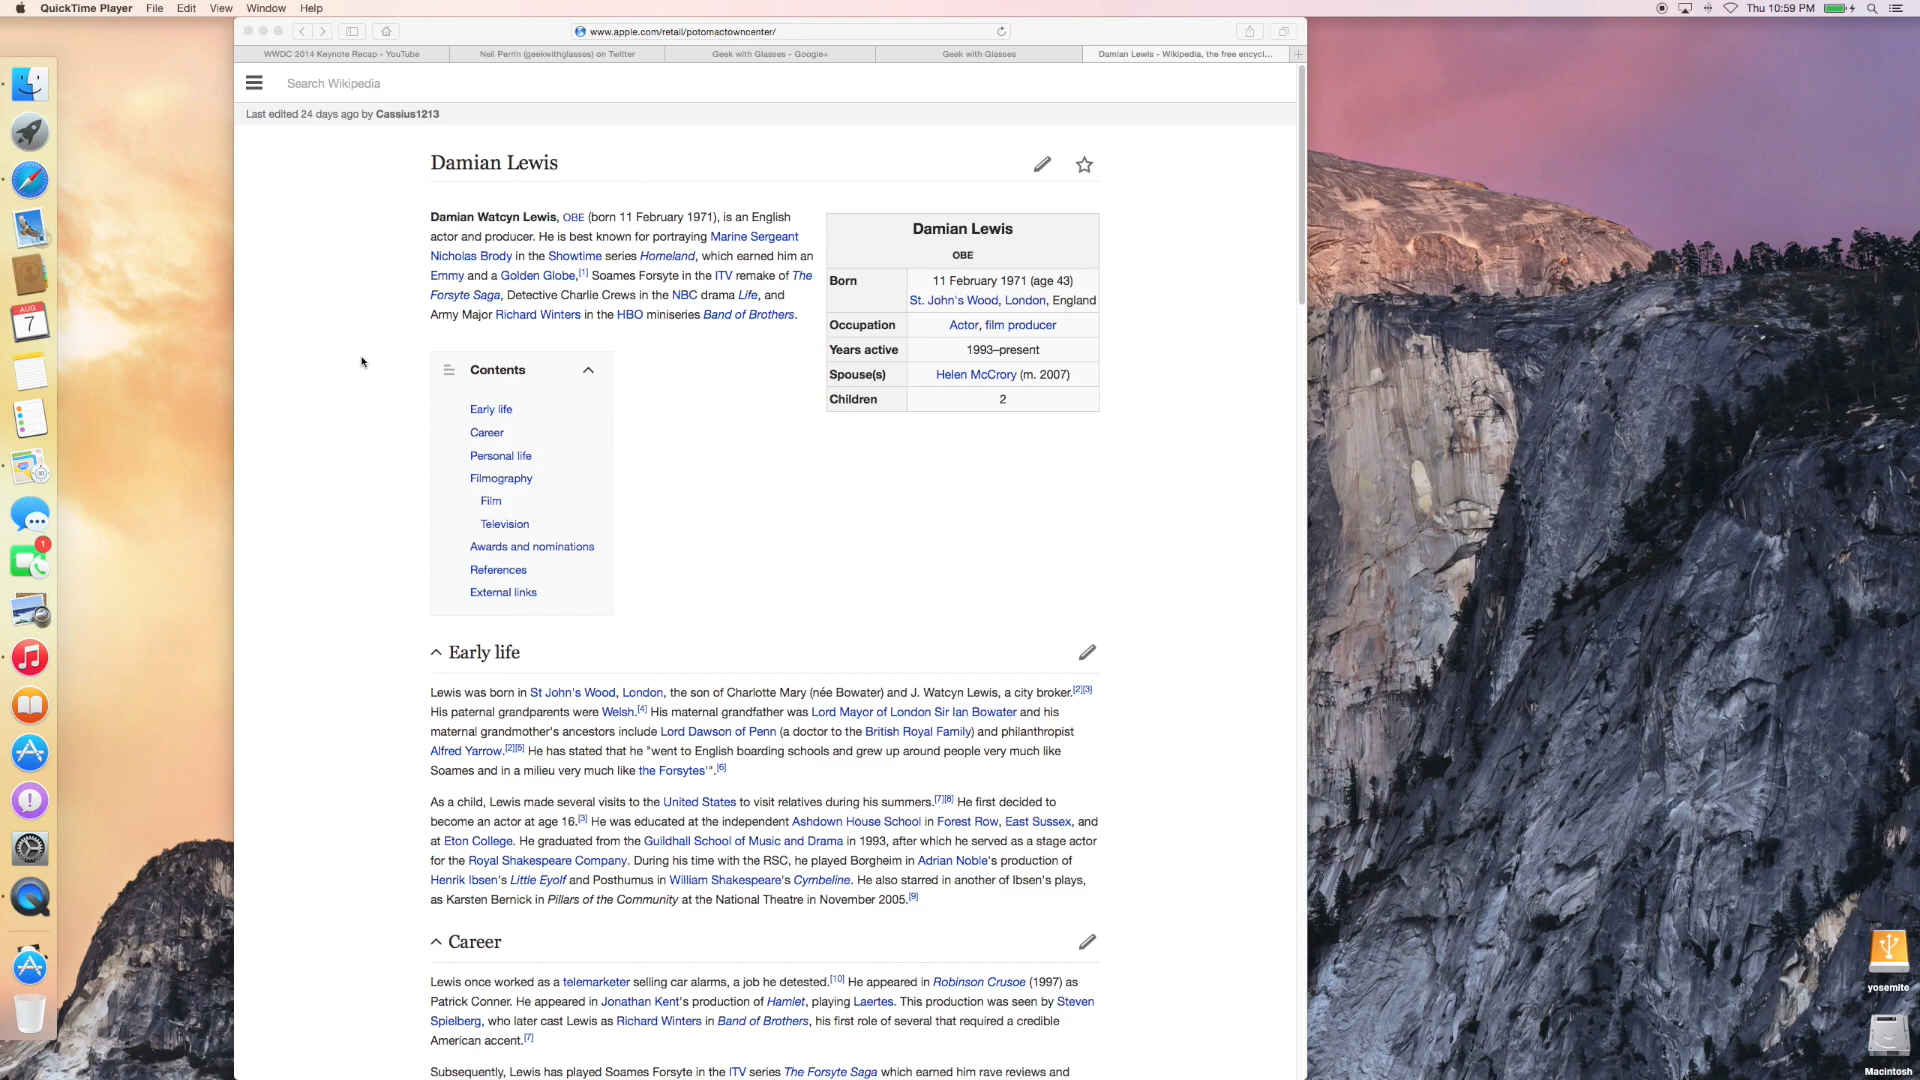 QuickTime Player File Edit View Window Help
Thu 10:59 PM
www.apple.com/retail/potomactowncenter/
WWDC 2014 Keynote Recap - YouTube
Neil Perrin (geekwithglasses) on Twitter
Geek with Glasses - Google+
Geek with Glasses
Damian Lewis - Wikipedia, the free encycl...
Search Wikipedia
Last edited 24 days ago by Cassius1213
Damian Lewis
Damian Watcyn Lewis, OBE (born 11 February 1971), is an English
actor and producer. He is best known for portraying Marine Sergeant
Nicholas Brody in the Showtime series Homeland, which earned him an
Emmy and a Golden Globe,[1] Soames Forsyte in the ITV remake of The
Forsyte Saga, Detective Charlie Crews in the NBC drama Life, and
Army Major Richard Winters in the HBO miniseries Band of Brothers.
Damian Lewis
OBE
Born 11 February 1971 (age 43)
St. John's Wood, London, England
Occupation Actor, film producer
Years active 1993–present
Spouse(s) Helen McCrory (m. 2007)
Children 2
Contents
Early life
Career
Personal life
Filmography
Film
Television
Awards and nominations
References
External links
Early life
Lewis was born in St John's Wood, London, the son of Charlotte Mary (née Bowater) and J. Watcyn Lewis, a city broker.[2][3]
His paternal grandparents were Welsh.[4] His maternal grandfather was Lord Mayor of London Sir Ian Bowater and his
maternal grandmother's ancestors include Lord Dawson of Penn (a doctor to the British Royal Family) and philanthropist
Alfred Yarrow.[2][5] He has stated that he "went to English boarding schools and grew up around people very much like
Soames and in a milieu very much like the Forsytes'".[6]
As a child, Lewis made several visits to the United States to visit relatives during his summers.[7][8] He first decided to
become an actor at age 16.[3] He was educated at the independent Ashdown House School in Forest Row, East Sussex, and
at Eton College. He graduated from the Guildhall School of Music and Drama in 1993, after which he served as a stage actor
for the Royal Shakespeare Company. During his time with the RSC, he played Borgheim in Adrian Noble's production of
Henrik Ibsen's Little Eyolf and Posthumus in William Shakespeare's Cymbeline. He also starred in another of Ibsen's plays,
as Karsten Bernick in Pillars of the Community at the National Theatre in November 2005.[9]
Career
Lewis once worked as a telemarketer selling car alarms, a job he detested.[10] He appeared in Robinson Crusoe (1997) as
Patrick Conner. He appeared in Jonathan Kent's production of Hamlet, playing Laertes. This production was seen by Steven
Spielberg, who later cast Lewis as Richard Winters in Band of Brothers, his first role of several that required a credible
American accent.[7]
Subsequently, Lewis has played Soames Forsyte in the ITV series The Forsyte Saga which earned him rave reviews and
AUG
7
1
yosemite
Macintosh